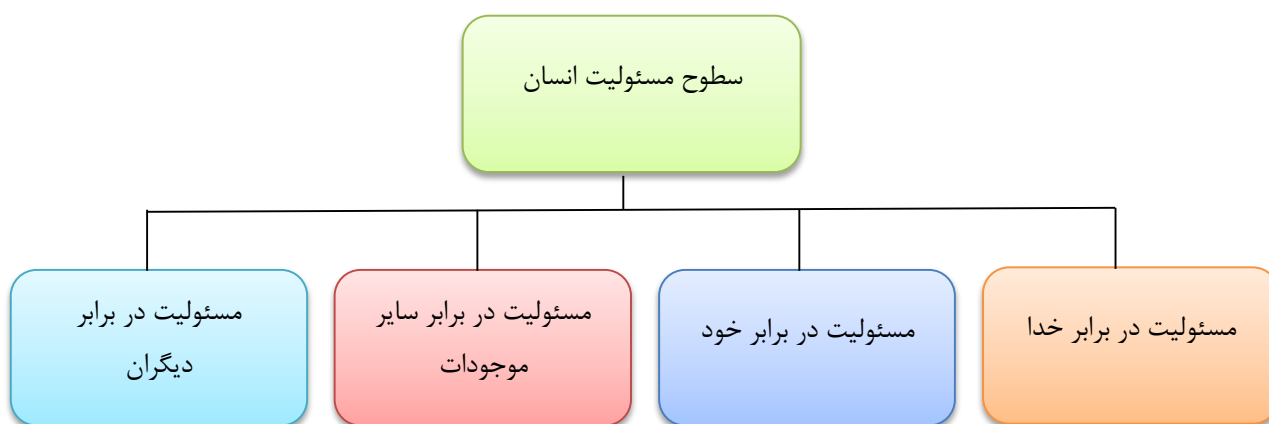 سطوح مسئولیت انسان
مسئولیت در برابر خدا
مسئولیت در برابر خود
مسئولیت در برابر سایر
موجودات
مسئولیت در برابر
دیگران